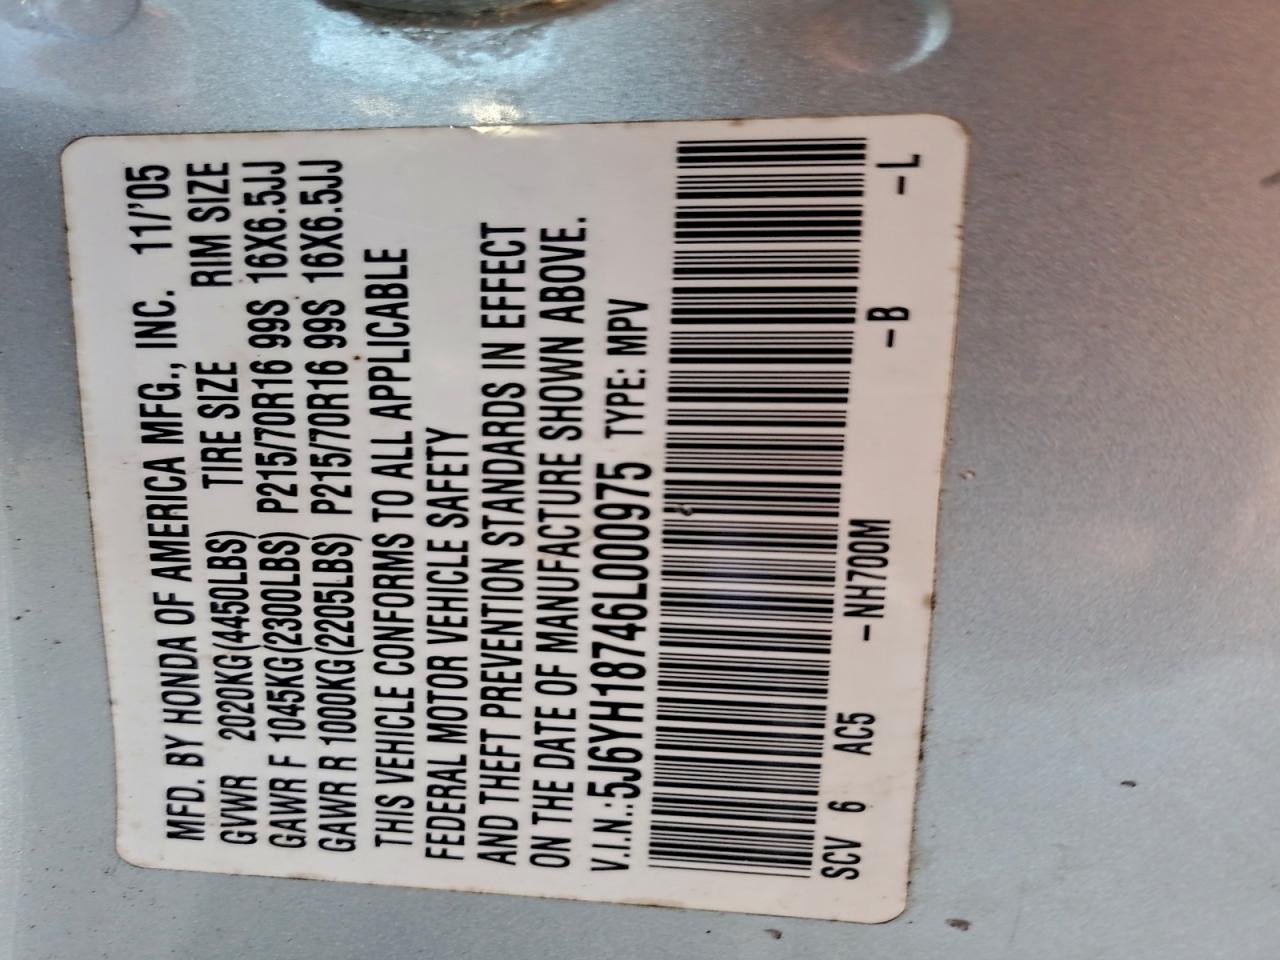 MFD. BY HONDA OF AMERICA MFG., INC. 11/'05
GVWR 2020KG(4450LBS) TIRE SIZE RIM SIZE
GAWR F 1045KG(2300LBS) P215/70R16 99S 16X6.5JJ
GAWR R 1000KG(2205LBS) P215/70R16 99S 16X6.5JJ
THIS VEHICLE CONFORMS TO ALL APPLICABLE
FEDERAL MOTOR VEHICLE SAFETY
AND THEFT PREVENTION STANDARDS IN EFFECT
ON THE DATE OF MANUFACTURE SHOWN ABOVE.
V.I.N.:5J6YH18746L000975 TYPE: MPV
SCV 6 AC5 -NH700M -B -L